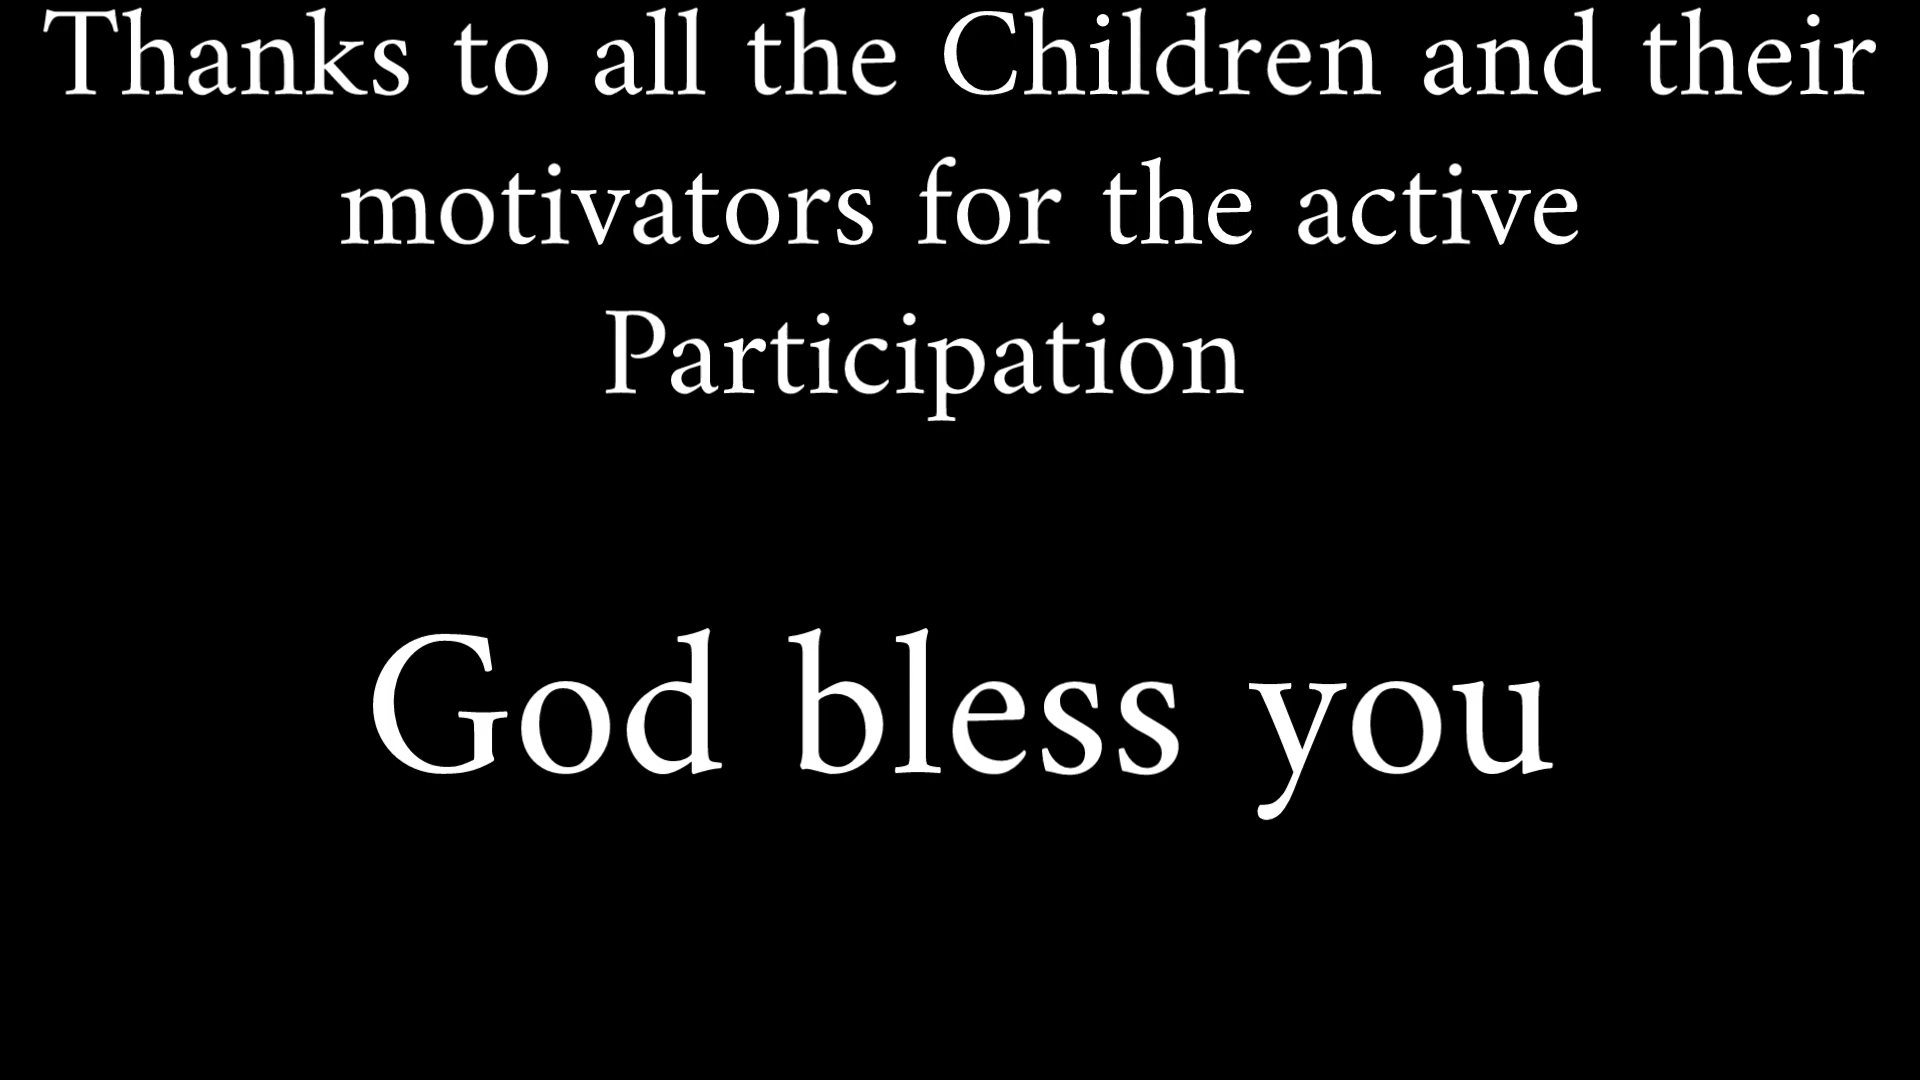 Thanks to all the Children and their
motivators for the active
Participation
God bless you